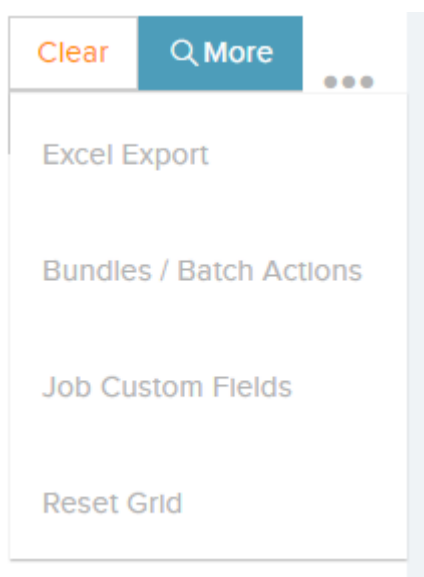 Clear
More
Excel Export
Bundles / Batch Actions
Job Custom Fields
Reset Grid